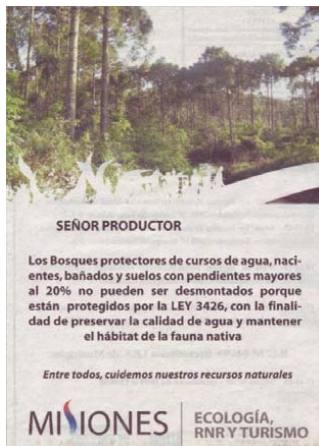 SEÑOR PRODUCTOR
Los Bosques protectores de cursos de agua, naci-
entes, bañados y suelos con pendientes mayores
al 20% no pueden ser desmontados porque
están protegidos por la LEY 3426, con la finali-
dad de preservar la calidad de agua y mantener
el hábitat de la fauna nativa
Entre todos, cuidemos nuestros recursos naturales
MISIONES
ECOLOGÍA,
RNR Y TURISMO